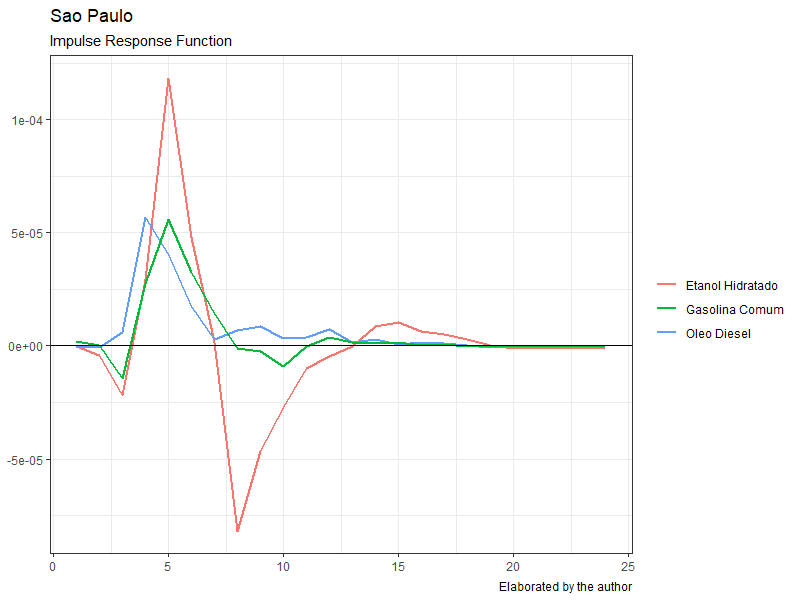 Sao Paulo
Impulse Response Function
1e-04
5e-05
0e+00
-5e-05
0 5 10 15 20 25
Etanol Hidratado
Gasolina Comum
Oleo Diesel
Elaborated by the author